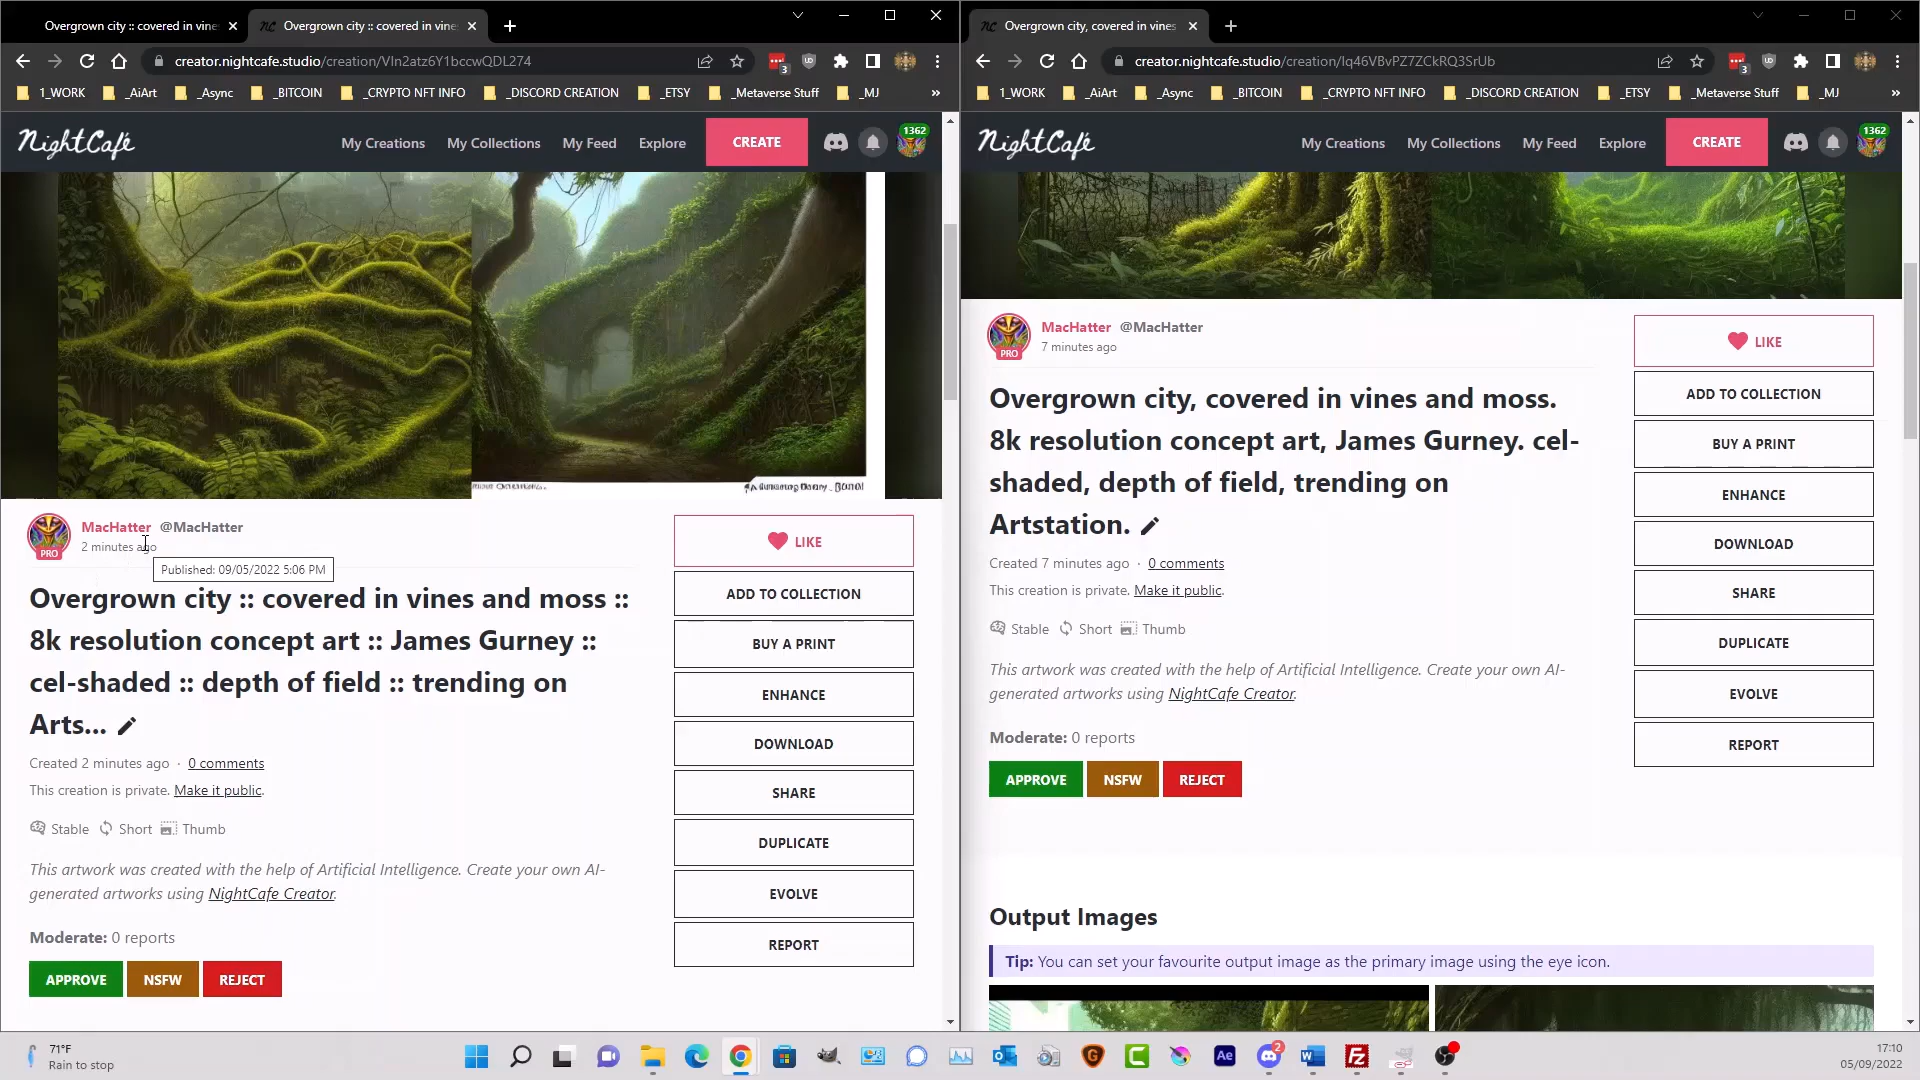 Overgrown city :: covered in vines
Overgrown city :: covered in vines
creator.nightcafe.studio/creation/VIn2atz6Y1bccwQDL274
3
1_WORK
_AiArt
_Async
_BITCOIN
_CRYPTO NFT INFO
_DISCORD CREATION
_ETSY
_Metaverse Stuff
_MJ
»
NightCafé
My Creations
My Collections
My Feed
Explore
CREATE
1362
PRO
MacHatter @MacHatter
2 minutes ago
Published: 09/05/2022 5:06 PM
Overgrown city :: covered in vines and moss ::
8k resolution concept art :: James Gurney ::
cel-shaded :: depth of field :: trending on
Arts...
Created 2 minutes ago · 0 comments
This creation is private. Make it public.
Stable Short Thumb
This artwork was created with the help of Artificial Intelligence. Create your own AI-
generated artworks using NightCafe Creator.
Moderate: 0 reports
APPROVE
NSFW
REJECT
LIKE
ADD TO COLLECTION
BUY A PRINT
ENHANCE
DOWNLOAD
SHARE
DUPLICATE
EVOLVE
REPORT
Overgrown city, covered in vines
creator.nightcafe.studio/creation/Iq46VBvPZ7ZCkRQ3SrUb
3
1_WORK
_AiArt
_Async
_BITCOIN
_CRYPTO NFT INFO
_DISCORD CREATION
_ETSY
_Metaverse Stuff
_MJ
»
NightCafé
My Creations
My Collections
My Feed
Explore
CREATE
1362
PRO
MacHatter @MacHatter
7 minutes ago
Overgrown city, covered in vines and moss.
8k resolution concept art, James Gurney. cel-
shaded, depth of field, trending on
Artstation.
Created 7 minutes ago · 0 comments
This creation is private. Make it public.
Stable Short Thumb
This artwork was created with the help of Artificial Intelligence. Create your own AI-
generated artworks using NightCafe Creator.
Moderate: 0 reports
APPROVE
NSFW
REJECT
LIKE
ADD TO COLLECTION
BUY A PRINT
ENHANCE
DOWNLOAD
SHARE
DUPLICATE
EVOLVE
REPORT
Output Images
Tip: You can set your favourite output image as the primary image using the eye icon.
71°F
Rain to stop
Ae
2
17:10
05/09/2022